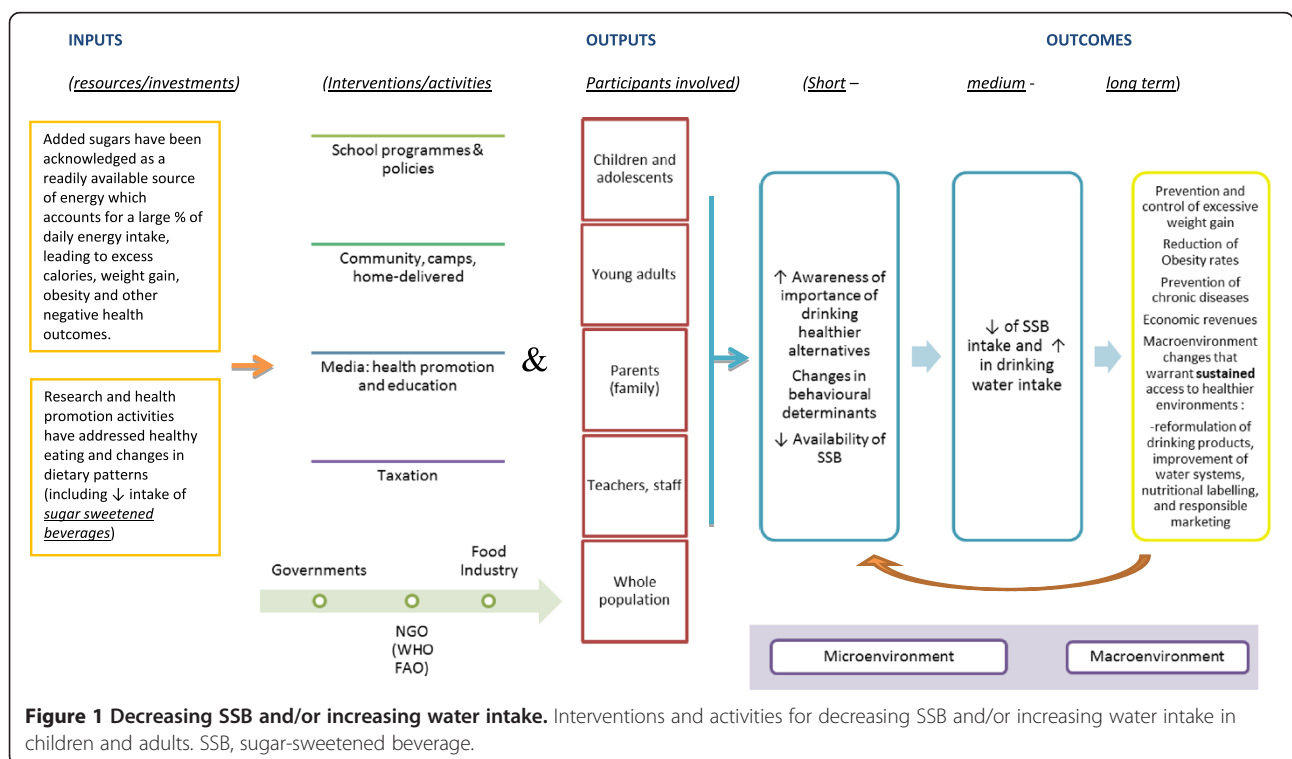 INPUTS
OUTPUTS
OUTCOMES
(resources/investments)
(Interventions/activities
Participants involved)
(Short –
medium -
long term)
Added sugars have been
acknowledged as a
readily available source
of energy which
accounts for a large % of
daily energy intake,
leading to excess
calories, weight gain,
obesity and other
negative health
outcomes.
Research and health
promotion activities
have addressed healthy
eating and changes in
dietary patterns
(including ↓ intake of
sugar sweetened
beverages)
School programmes &
policies
Community, camps,
home-delivered
Media: health promotion
and education
Taxation
Governments
Food
Industry
NGO
(WHO
FAO)
&
Children and
adolescents
Young adults
Parents
(family)
Teachers, staff
Whole
population
↑ Awareness of
importance of
drinking
healthier
alternatives
Changes in
behavioural
determinants
↓ Availability of
SSB
↓ of SSB
intake and ↑
in drinking
water intake
Prevention and
control of excessive
weight gain
Reduction of
Obesity rates
Prevention of
chronic diseases
Economic revenues
Macroenvironment
changes that
warrant sustained
access to healthier
environments :
-reformulation of
drinking products,
improvement of
water systems,
nutritional labelling,
and responsible
marketing
Microenvironment
Macroenvironment
Figure 1 Decreasing SSB and/or increasing water intake. Interventions and activities for decreasing SSB and/or increasing water intake in
children and adults. SSB, sugar-sweetened beverage.